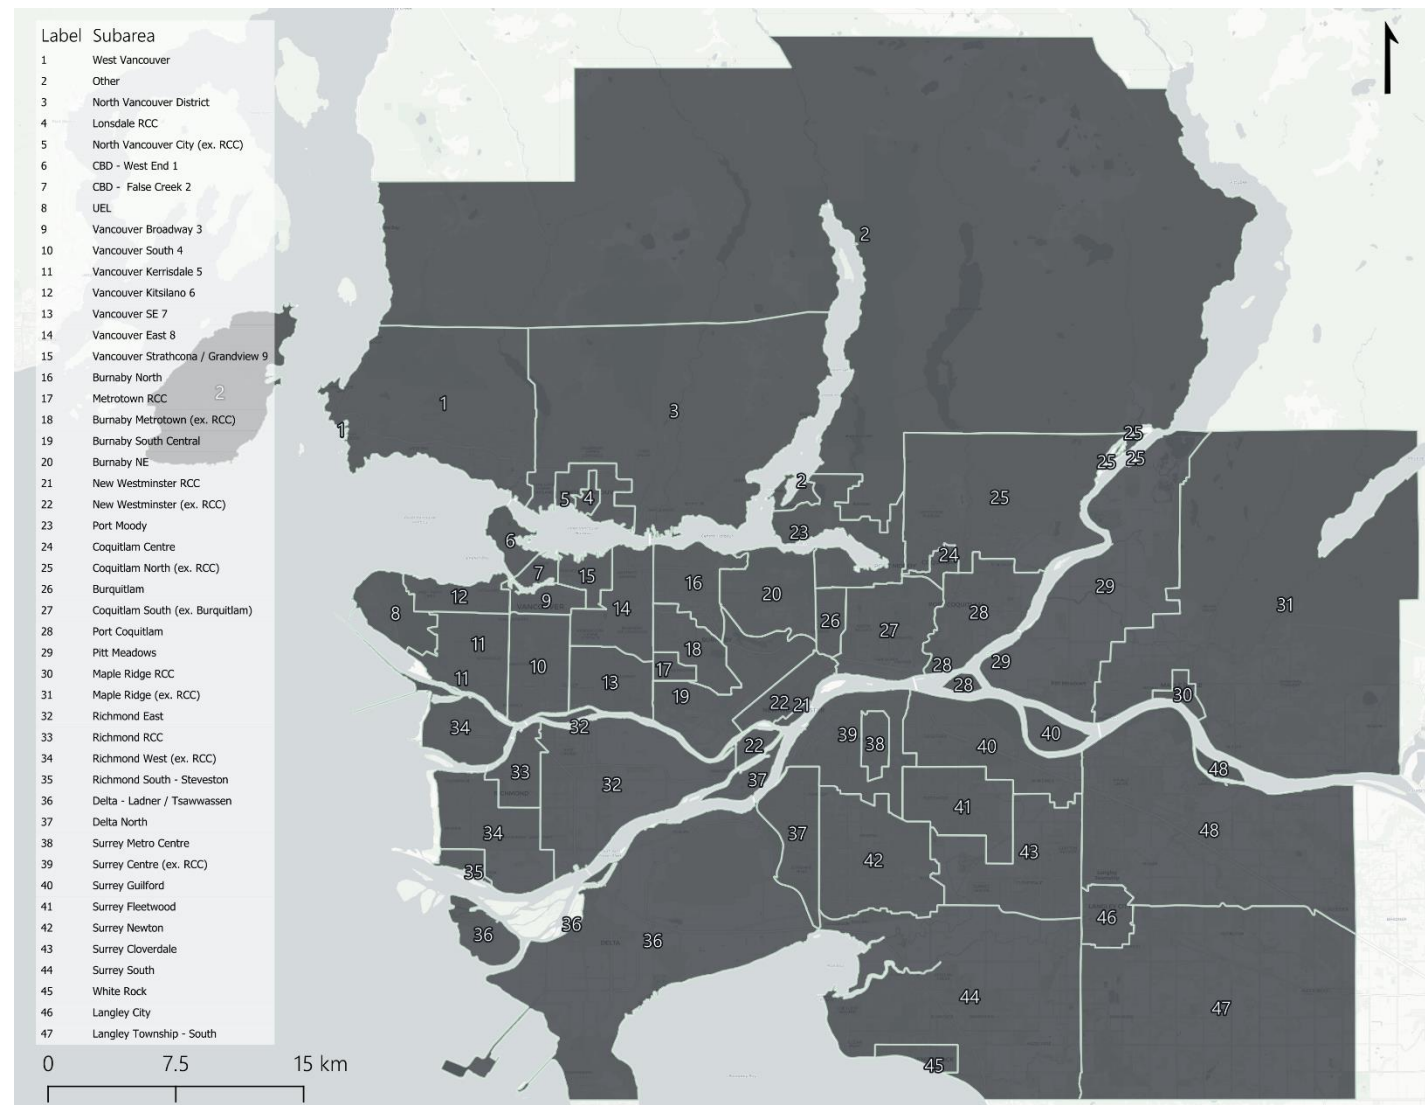 Label Subarea
1 West Vancouver
2 Other
3 North Vancouver District
4 Lonsdale RCC
5 North Vancouver City (ex. RCC)
6 CBD - West End 1
7 CBD - False Creek 2
8 UEL
9 Vancouver Broadway 3
10 Vancouver South 4
11 Vancouver Kerrisdale 5
12 Vancouver Kitsilano 6
13 Vancouver SE 7
14 Vancouver East 8
15 Vancouver Strathcona / Grandview 9
16 Burnaby North
17 Metrotown RCC
18 Burnaby Metrotown (ex. RCC)
19 Burnaby South Central
20 Burnaby NE
21 New Westminster RCC
22 New Westminster (ex. RCC)
23 Port Moody
24 Coquitlam Centre
25 Coquitlam North (ex. RCC)
26 Burquitlam
27 Coquitlam South (ex. Burquitlam)
28 Port Coquitlam
29 Pitt Meadows
30 Maple Ridge RCC
31 Maple Ridge (ex. RCC)
32 Richmond East
33 Richmond RCC
34 Richmond West (ex. RCC)
35 Richmond South - Steveston
36 Delta - Ladner / Tsawwassen
37 Delta North
38 Surrey Metro Centre
39 Surrey Centre (ex. RCC)
40 Surrey Guilford
41 Surrey Fleetwood
42 Surrey Newton
43 Surrey Cloverdale
44 Surrey South
45 White Rock
46 Langley City
47 Langley Township - South
0 7.5 15 km
2
2
1
3
1
25
25 25
2
5 4
25
6
23
24
7
15
16
20
29
12
9
14
26
28
31
8
27
11
10
18
17
28
29
11
13
19
28
30
22 21
34
32
39
38
40
40
22
33
32
37
48
41
34
37
42
43
48
35
36
36
36
46
44
47
45